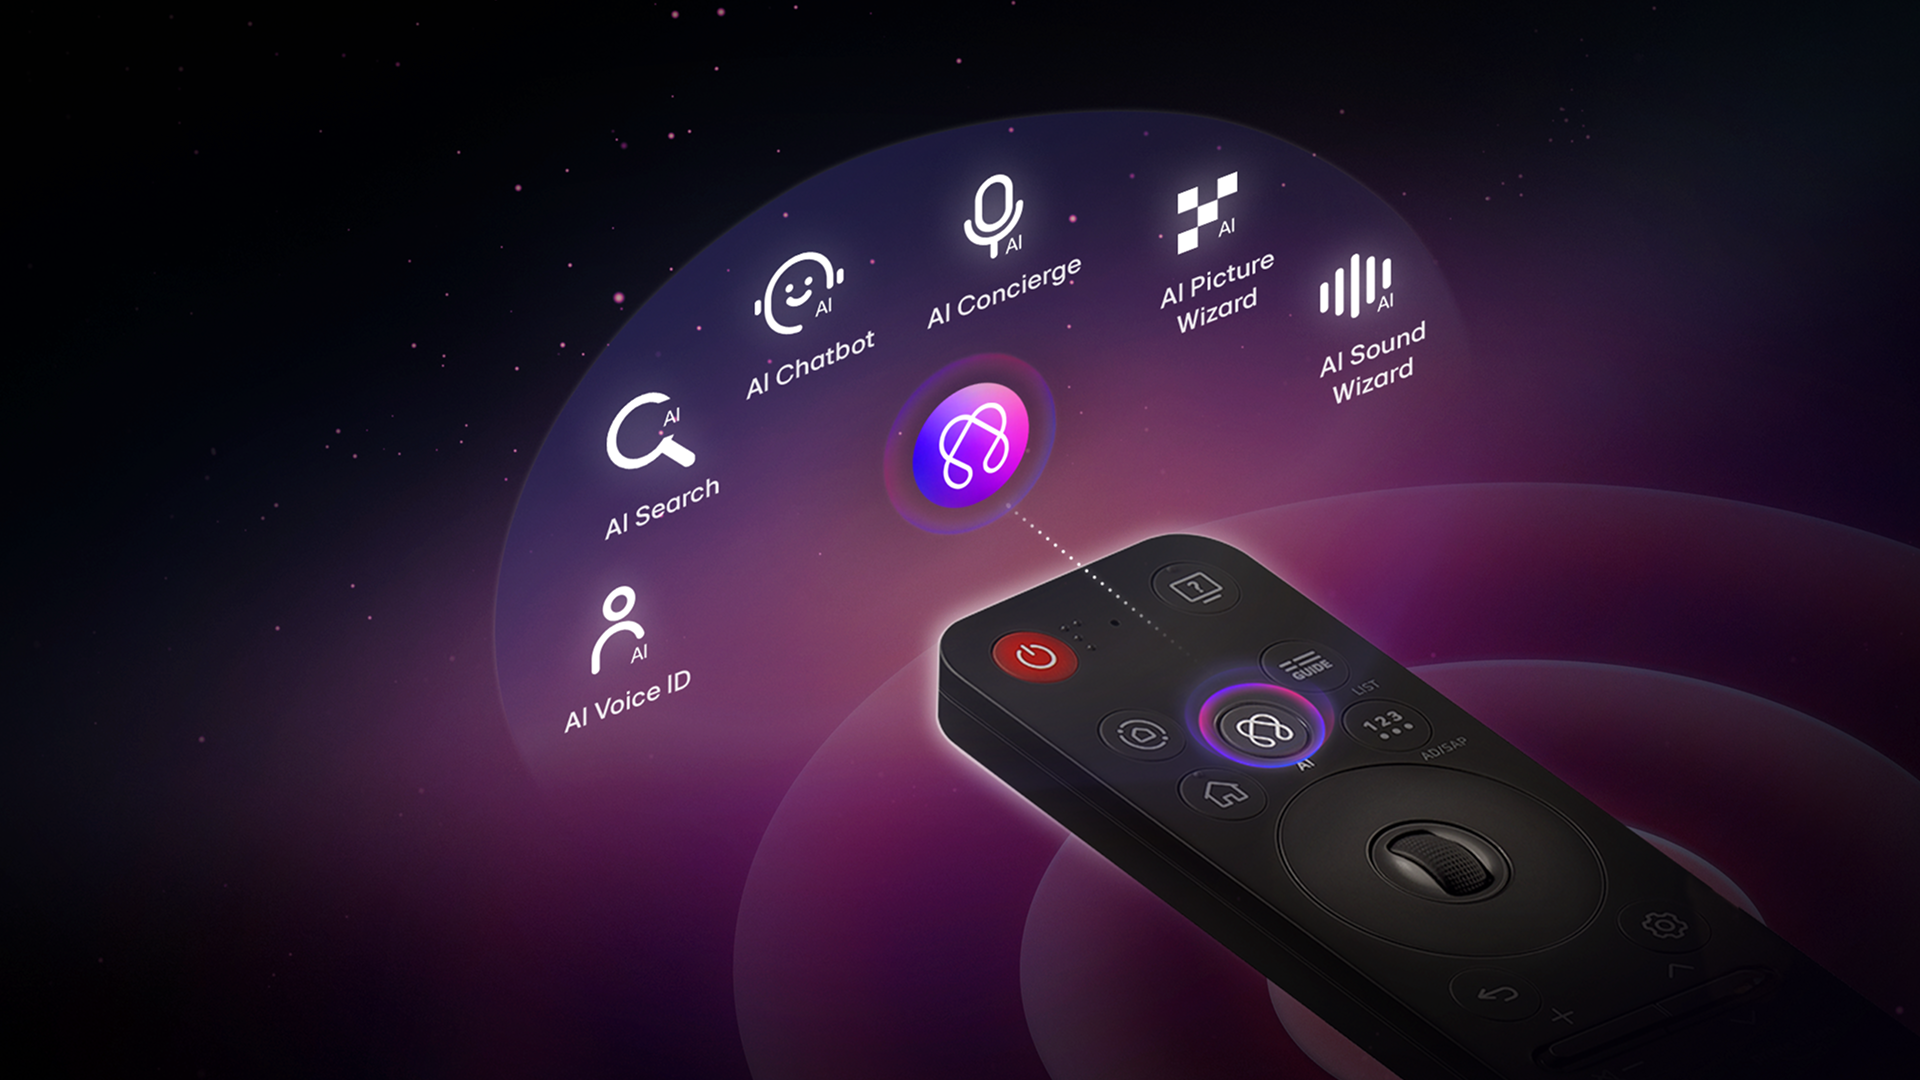 AI
AI Concierge
AI
AI Picture
Wizard
AI
AI Chatbot
AI
AI Sound
Wizard
AI
AI Search
AI
AI Voice ID
?
GUIDE
LIST
123
AD/SAP
AI
+